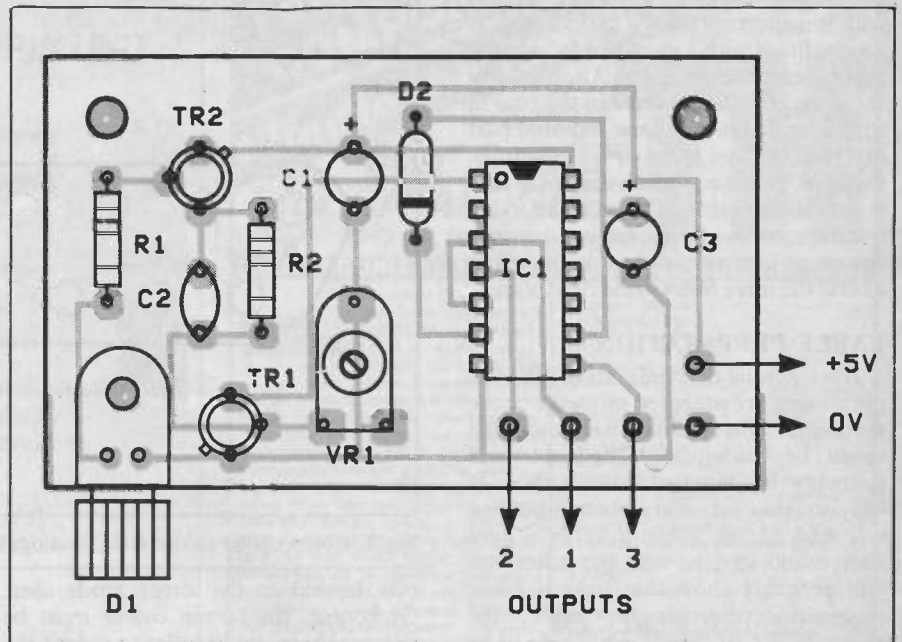 D2
TR2
+
C1
+
R1
R2
IC1
C3
C2
+5V
TR1
0V
VR1
2 1 3
D1
OUTPUTS